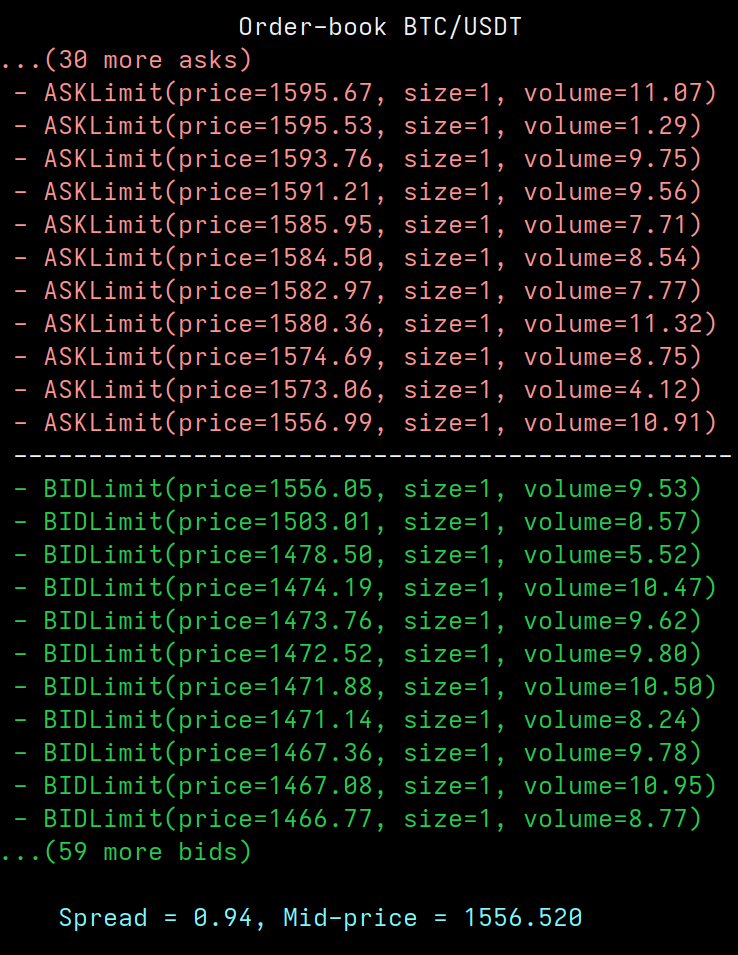 Order-book BTC/USDT
...(30 more asks)
- ASKLimit(price=1595.67, size=1, volume=11.07)
- ASKLimit(price=1595.53, size=1, volume=1.29)
- ASKLimit(price=1593.76, size=1, volume=9.75)
- ASKLimit(price=1591.21, size=1, volume=9.56)
- ASKLimit(price=1585.95, size=1, volume=7.71)
- ASKLimit(price=1584.50, size=1, volume=8.54)
- ASKLimit(price=1582.97, size=1, volume=7.77)
- ASKLimit(price=1580.36, size=1, volume=11.32)
- ASKLimit(price=1574.69, size=1, volume=8.75)
- ASKLimit(price=1573.06, size=1, volume=4.12)
- ASKLimit(price=1556.99, size=1, volume=10.91)
------------------------------------------------
- BIDLimit(price=1556.05, size=1, volume=9.53)
- BIDLimit(price=1503.01, size=1, volume=0.57)
- BIDLimit(price=1478.50, size=1, volume=5.52)
- BIDLimit(price=1474.19, size=1, volume=10.47)
- BIDLimit(price=1473.76, size=1, volume=9.62)
- BIDLimit(price=1472.52, size=1, volume=9.80)
- BIDLimit(price=1471.88, size=1, volume=10.50)
- BIDLimit(price=1471.14, size=1, volume=8.24)
- BIDLimit(price=1467.36, size=1, volume=9.78)
- BIDLimit(price=1467.08, size=1, volume=10.95)
- BIDLimit(price=1466.77, size=1, volume=8.77)
...(59 more bids)
Spread = 0.94, Mid-price = 1556.520